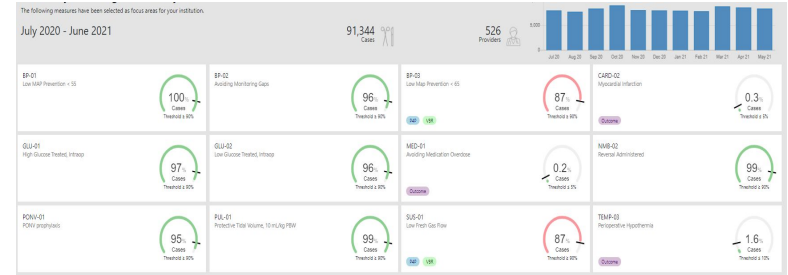 The following measures have been selected as focus areas for your institution.
July 2020 - June 2021
91,344
Cases
526
Providers
5,000
0
Jul 20 Aug 20 Sep 20 Oct 20 Nov 20 Dec 20 Jan 21 Feb 21 Mar 21 Apr 21 May 21
BP-01
Low MAP Prevention < 55
100%
Cases
Threshold ≥ 90%
BP-02
Avoiding Monitoring Gaps
96%
Cases
Threshold ≥ 90%
BP-03
Low Map Prevention < 65
87%
Cases
Threshold ≥ 90%
VBR
CARD-02
Myocardial Infarction
0.3%
Cases
Threshold ≤ 5%
Outcome
GLU-01
High Glucose Treated, Intraop
97%
Cases
Threshold ≥ 90%
GLU-02
Low Glucose Treated, Intraop
96%
Cases
Threshold ≥ 90%
MED-01
Avoiding Medication Overdose
0.2%
Cases
Threshold ≤ 5%
Outcome
NMB-02
Reversal Administered
99%
Cases
Threshold ≥ 90%
PONV-01
PONV prophylaxis
95%
Cases
Threshold ≥ 90%
PUL-01
Protective Tidal Volume, 10 mL/kg PBW
99%
Cases
Threshold ≥ 90%
SUS-01
Low Fresh Gas Flow
87%
Cases
Threshold ≥ 90%
VBR
TEMP-03
Perioperative Hypothermia
1.6%
Cases
Threshold ≤ 10%
Outcome